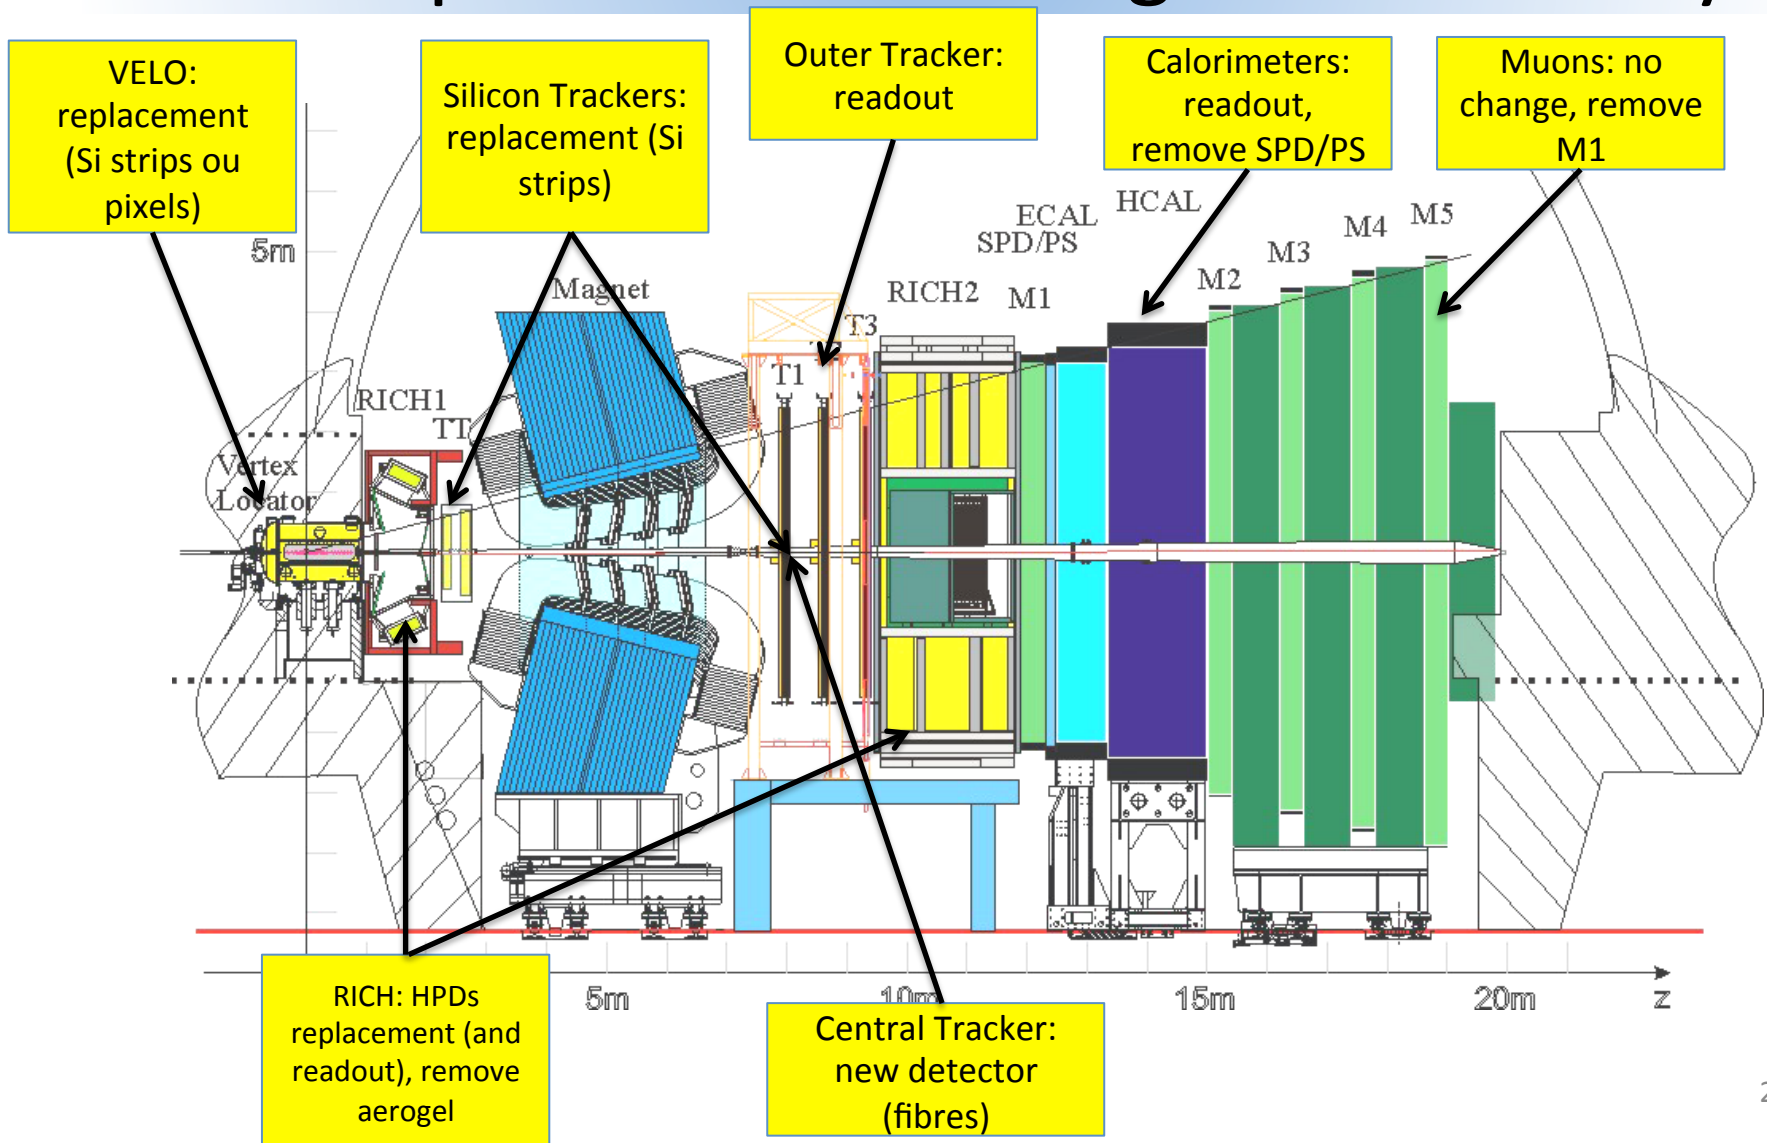 VELO:
replacement
(Si strips ou
pixels)
Silicon Trackers:
replacement (Si
strips)
Outer Tracker:
readout
Calorimeters:
readout,
remove SPD/PS
Muons: no
change, remove
M1
5m
Magnet
RICH1
TT
Vertex
Locator
T1
T3
RICH2
M1
SPD/PS
ECAL
HCAL
M2
M3
M4
M5
5m
10m
15m
20m
z
RICH: HPDs
replacement (and
readout), remove
aerogel
Central Tracker:
new detector
(fibres)
2